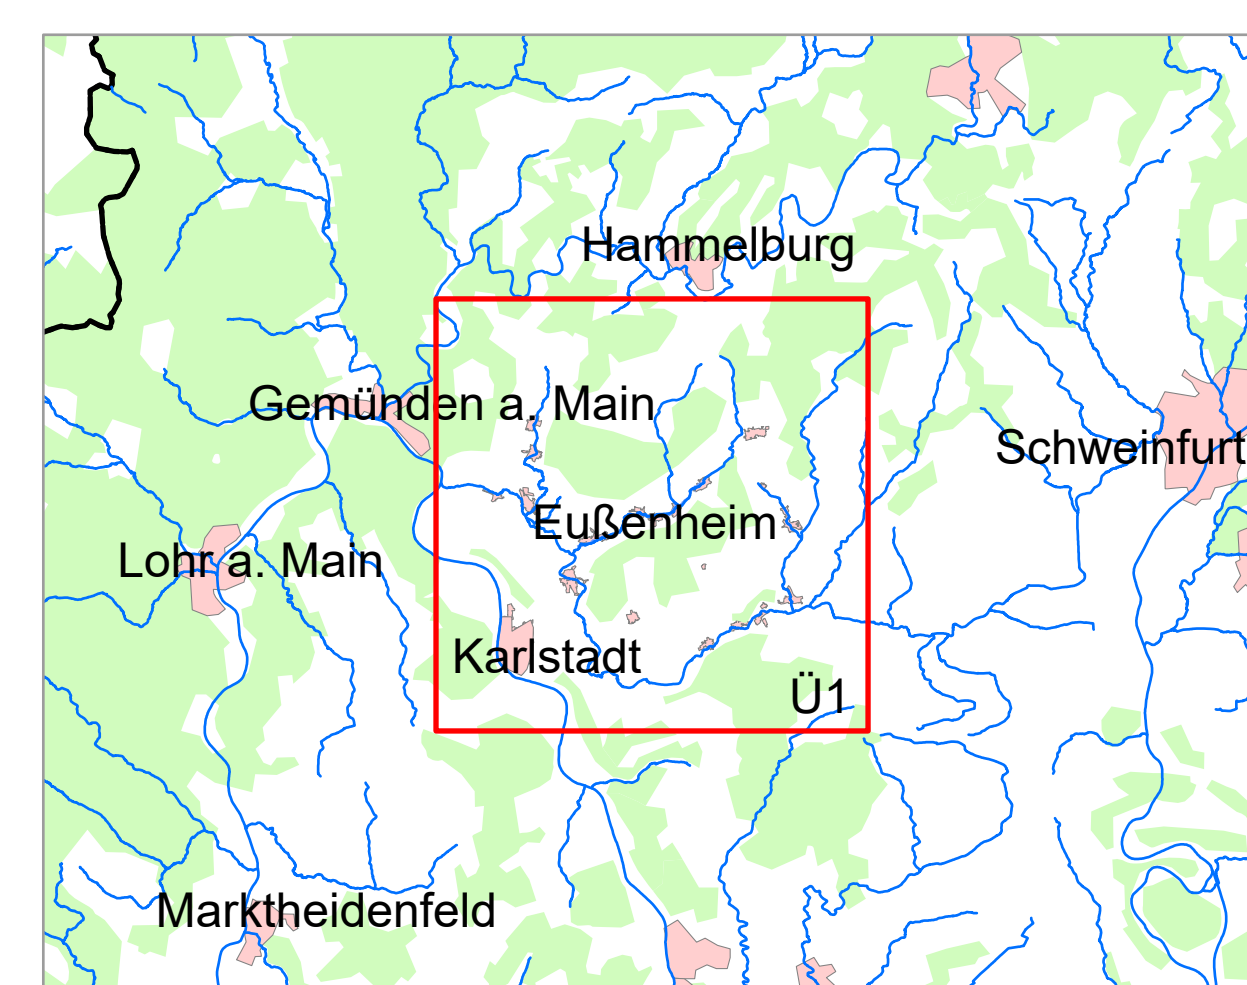 Hammelburg
Gemünden a. Main
Schweinfurt
Eußenheim
Lohr a. Main
Karlstadt
Ü1
Marktheidenfeld